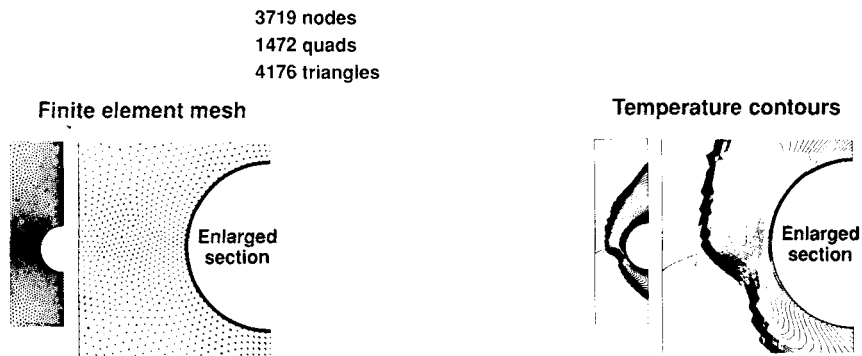 3719 nodes
1472 quads
4176 triangles
Finite element mesh
Temperature contours
Enlarged
section
Enlarged
section